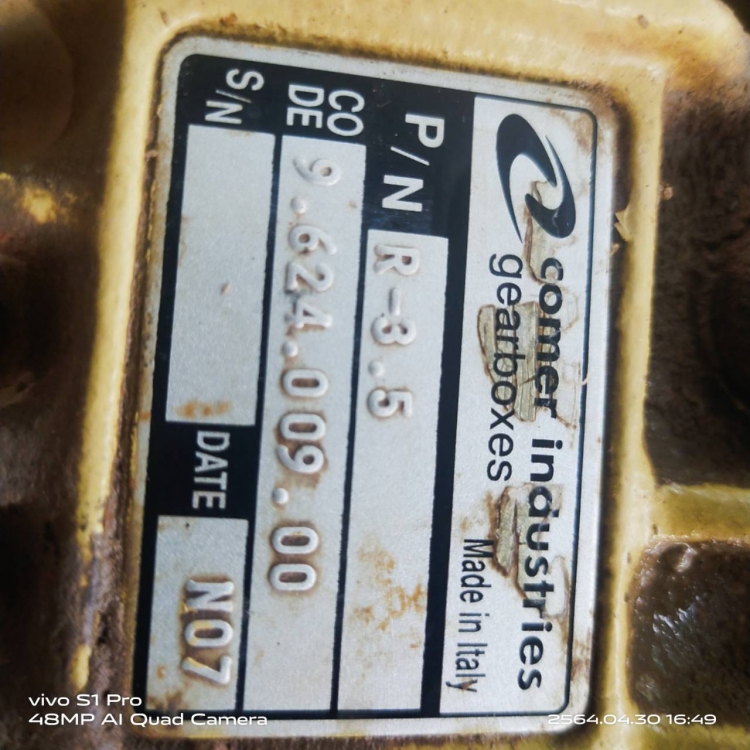 comer industries
gearboxes
Made in Italy
P/N R-3.5
CO
DE 9.624.009.00
S/N
DATE N07
vivo S1 Pro
48MP AI Quad Camera
2564.04.30 16:49